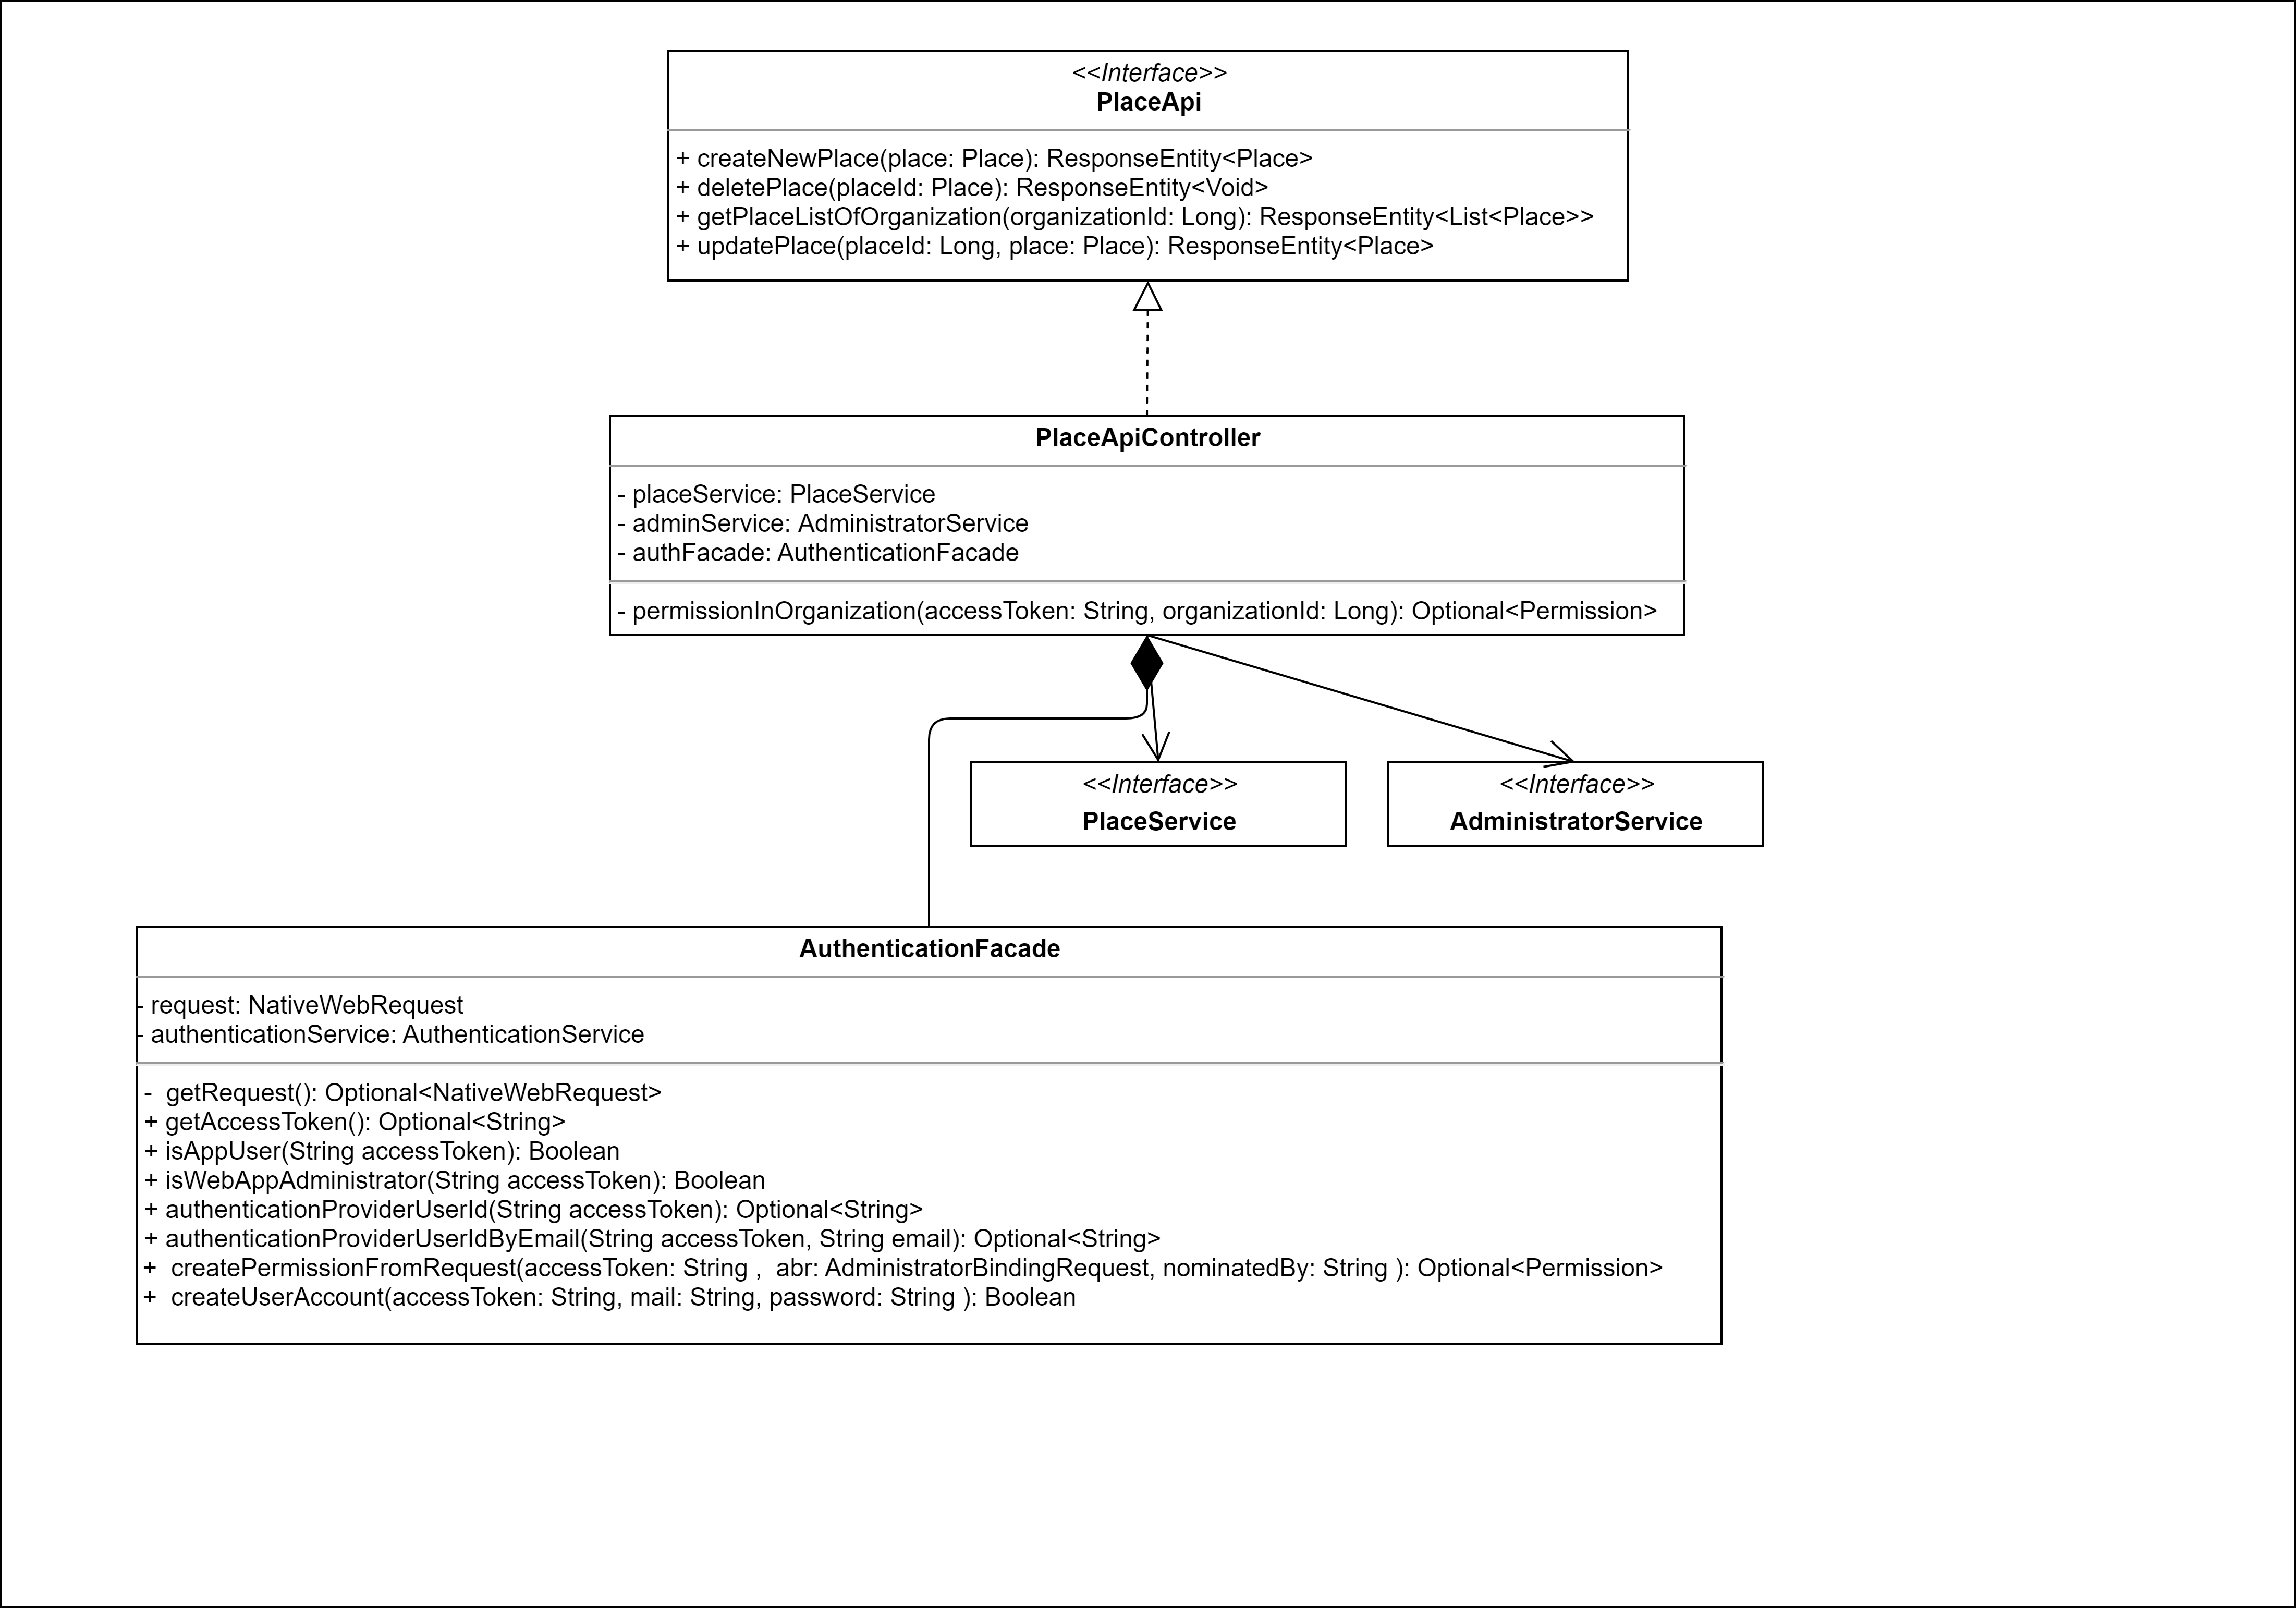 <<Interface>>
PlaceApi
+ createNewPlace(place: Place): ResponseEntity<Place>
+ deletePlace(placeId: Place): ResponseEntity<Void>
+ getPlaceListOfOrganization(organizationId: Long): ResponseEntity<List<Place>>
+ updatePlace(placeId: Long, place: Place): ResponseEntity<Place>
PlaceApiController
- placeService: PlaceService
- adminService: AdministratorService
- authFacade: AuthenticationFacade
- permissionInOrganization(accessToken: String, organizationId: Long): Optional<Permission>
<<Interface>>
PlaceService
<<Interface>>
AdministratorService
AuthenticationFacade
- request: NativeWebRequest
- authenticationService: AuthenticationService
- getRequest(): Optional<NativeWebRequest>
+ getAccessToken(): Optional<String>
+ isAppUser(String accessToken): Boolean
+ isWebAppAdministrator(String accessToken): Boolean
+ authenticationProviderUserId(String accessToken): Optional<String>
+ authenticationProviderUserIdByEmail(String accessToken, String email): Optional<String>
+ createPermissionFromRequest(accessToken: String , abr: AdministratorBindingRequest, nominatedBy: String ): Optional<Permission>
+ createUserAccount(accessToken: String, mail: String, password: String ): Boolean